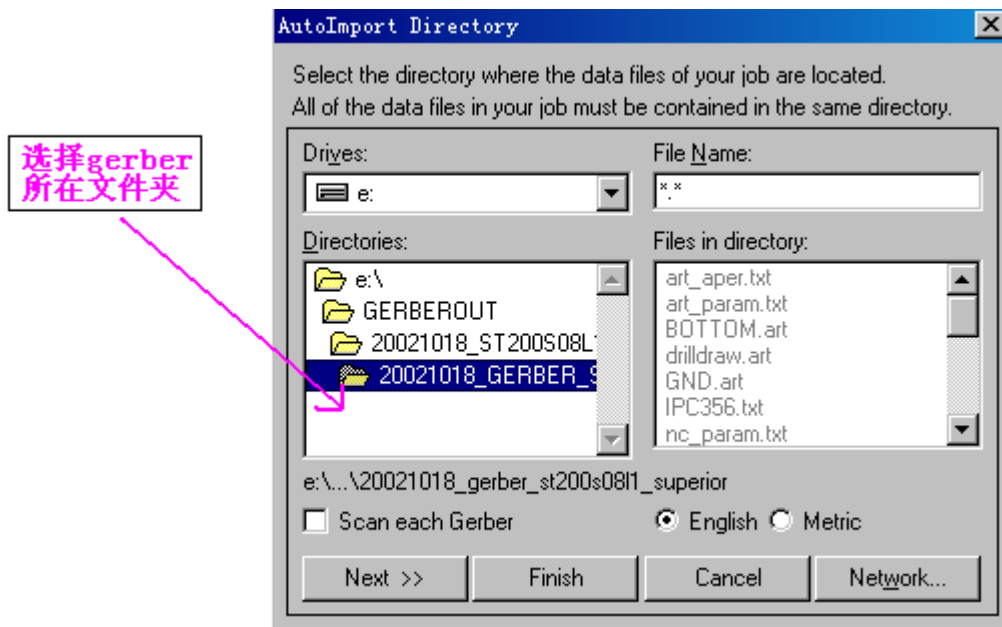 AutoImport Directory
Select the directory where the data files of your job are located.
All of the data files in your job must be contained in the same directory.
选择gerber
所在文件夹
Drives:
File Name:
e:
*.*
Directories:
Files in directory:
e:\
GERBEROUT
20021018_ST200S08L1
20021018_GERBER_S
art_aper.txt
art_param.txt
BOTTOM.art
drilldraw.art
GND.art
IPC356.txt
nc_param.txt
e:\...\20021018_gerber_st200s08l1_superior
Scan each Gerber
English
Metric
Next >>
Finish
Cancel
Network...